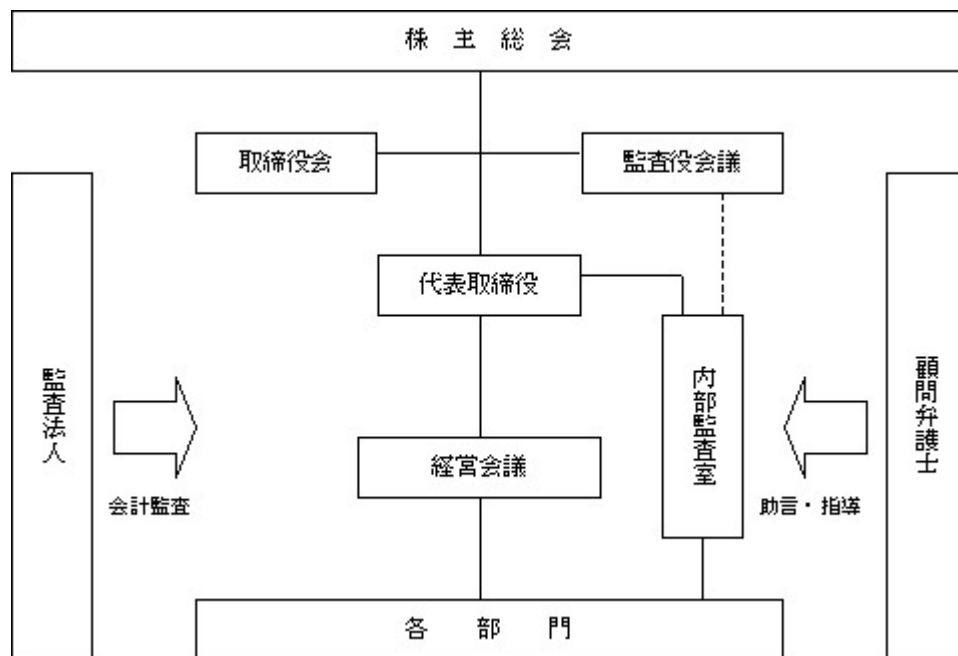 株主総会
取締役会
監査役会議
代表取締役
監査法人
会計監査
経営会議
内部監査室
顧問弁護士
助言・指導
各部門